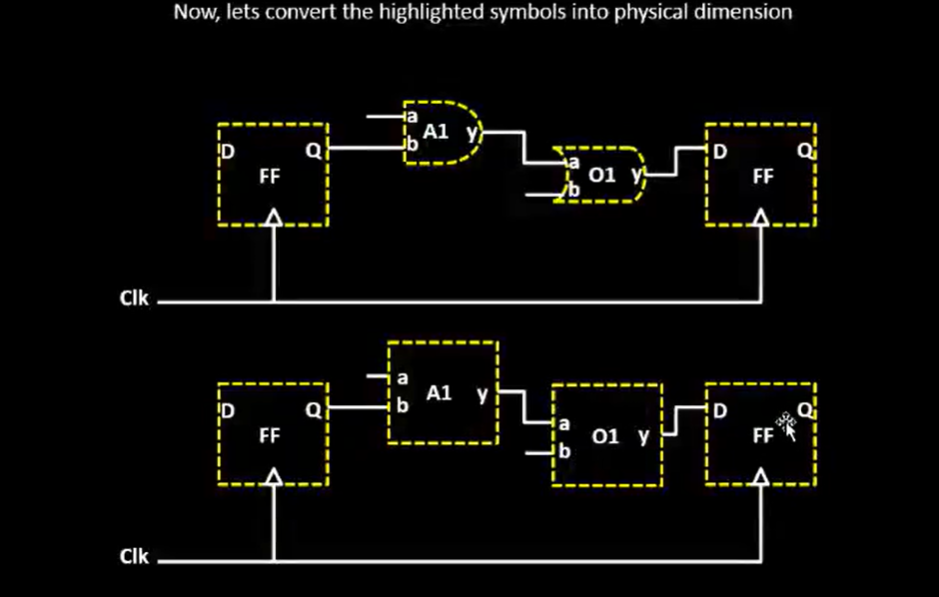 Now, lets convert the highlighted symbols into physical dimension
a
A1 y
b
D Q
FF
a
O1 y
b
D Q
FF
Clk
a
A1 y
b
D Q
FF
a
O1 y
b
D Q
FF
Clk